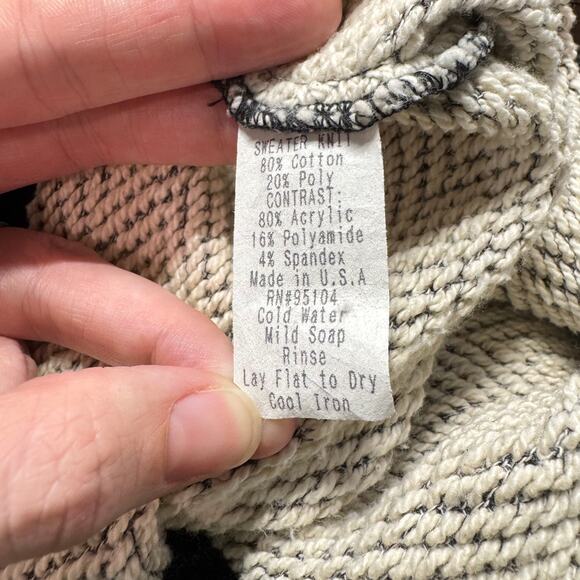 SWEATER KNIT
80% Cotton
20% Poly
CONTRAST:
80% Acrylic
16% Polyamide
4% Spandex
Made in U.S.A
RN#95104
Cold Water
Mild Soap
Rinse
Lay Flat to Dry
Cool Iron